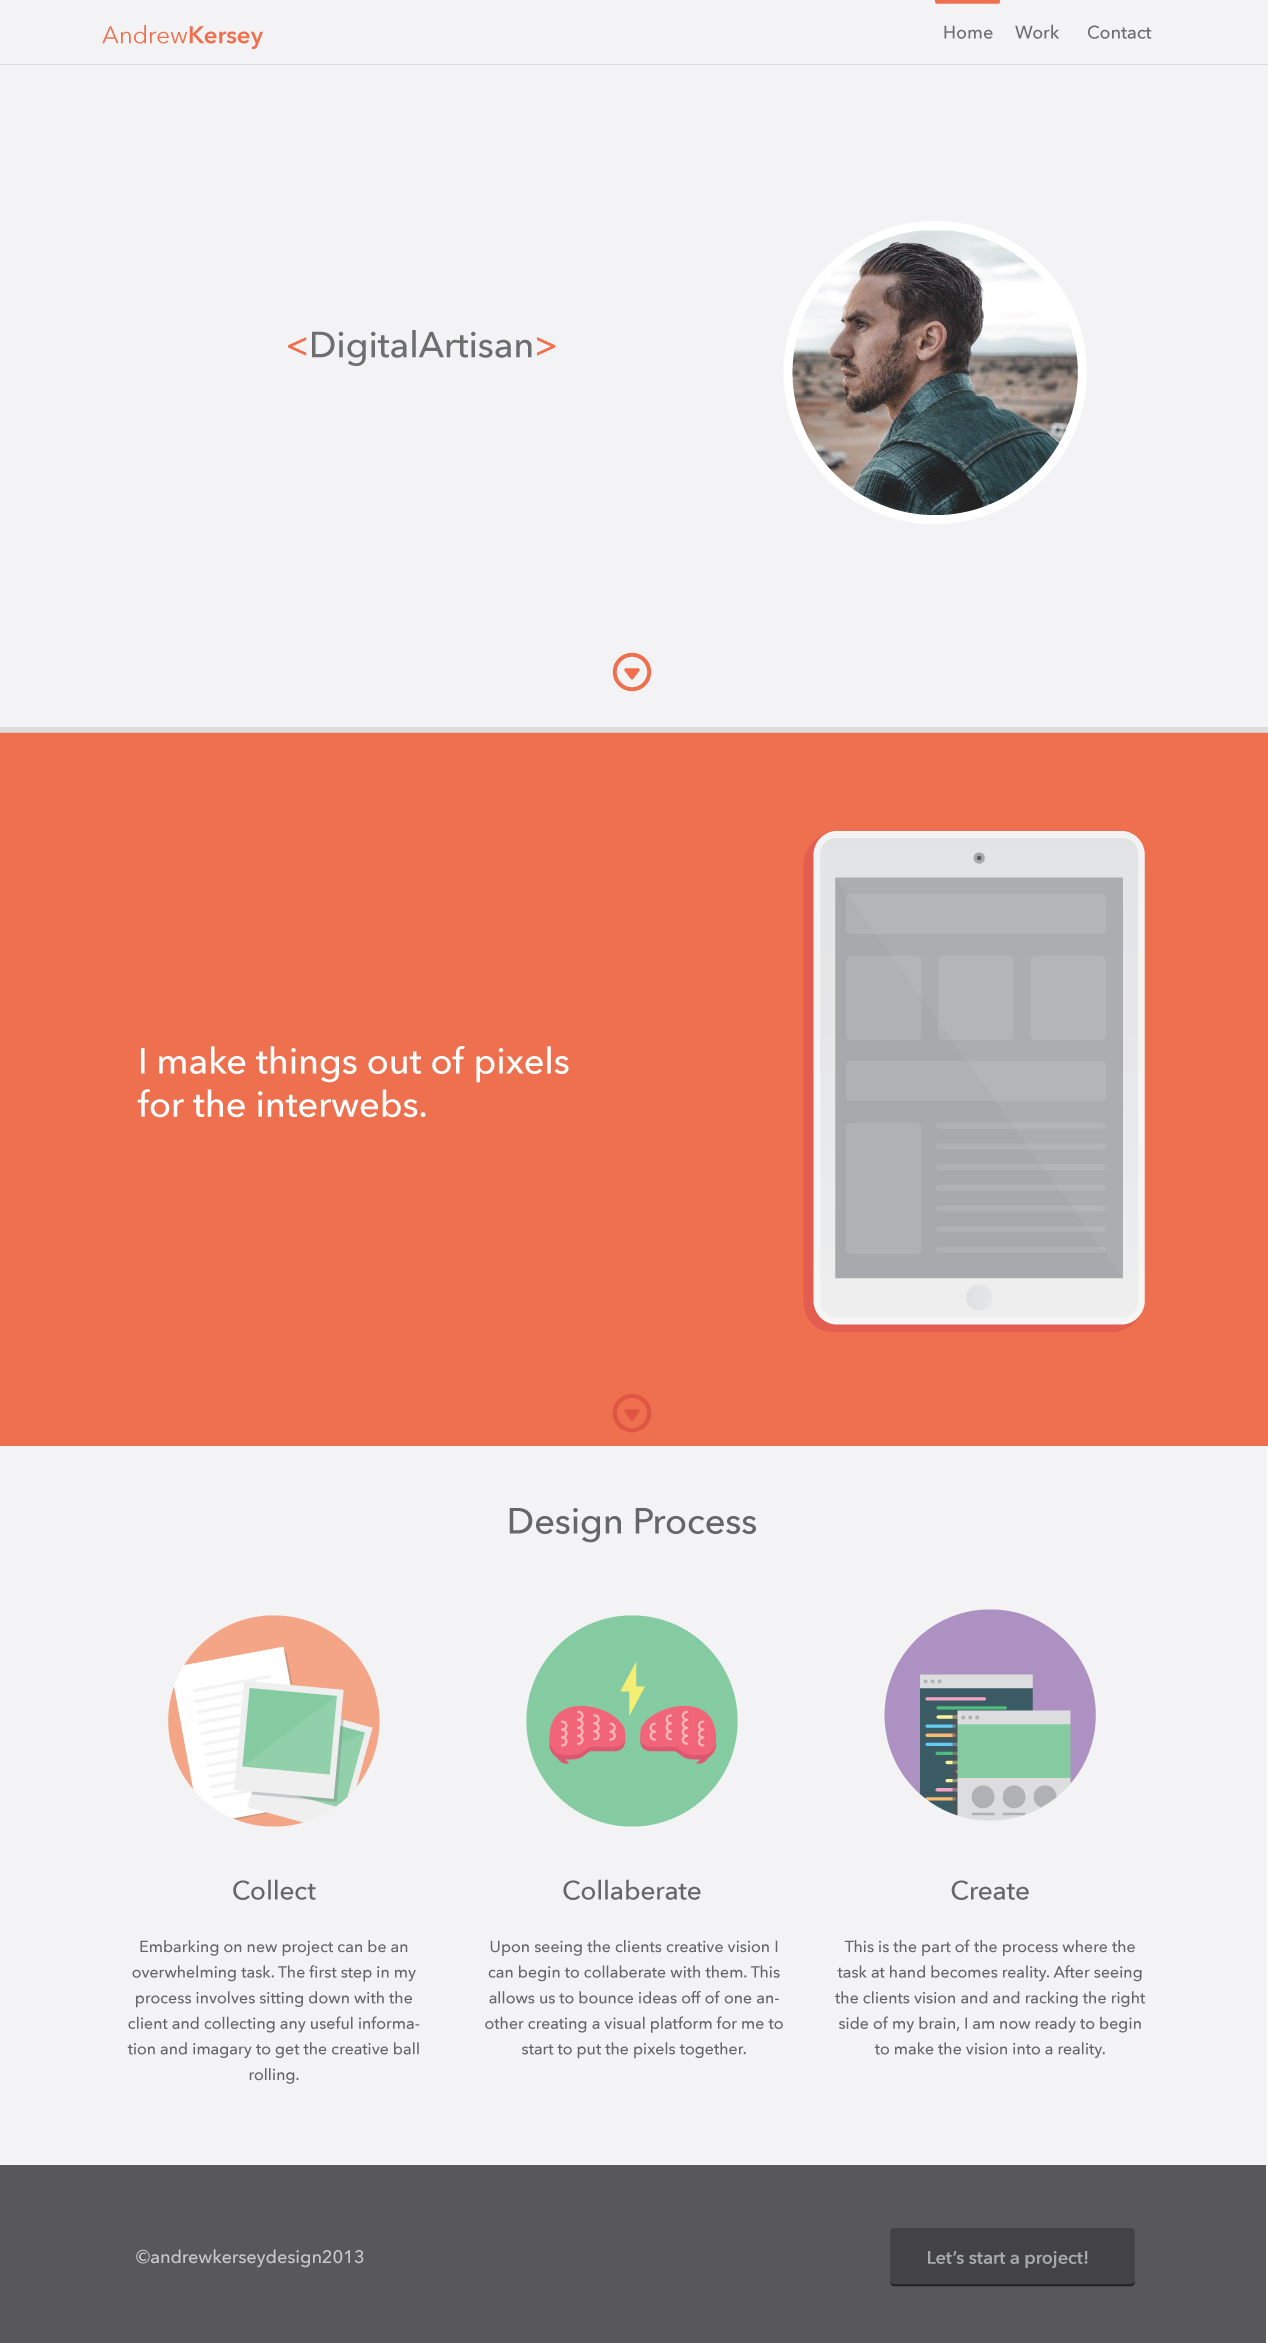 AndrewKersey
Home Work Contact
<DigitalArtisan>
I make things out of pixels
for the interwebs.
Design Process
Collect
Embarking on new project can be an
overwhelming task. The first step in my
process involves sitting down with the
client and collecting any useful informa-
tion and imagary to get the creative ball
rolling.
Collaberate
Upon seeing the clients creative vision I
can begin to collaberate with them. This
allows us to bounce ideas off of one an-
other creating a visual platform for me to
start to put the pixels together.
Create
This is the part of the process where the
task at hand becomes reality. After seeing
the clients vision and and racking the right
side of my brain, I am now ready to begin
to make the vision into a reality.
©andrewkerseydesign2013
Let's start a project!